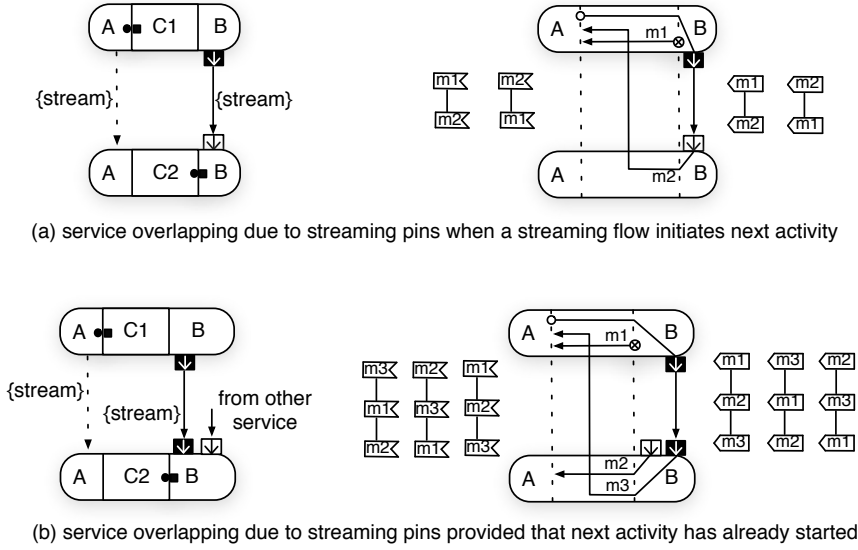 A C1 B
{stream}
{stream}
A C2 B
A m1 B
m1 m2
m2 m1
m1 m2
m2 m1
A m2 B
(a) service overlapping due to streaming pins when a streaming flow initiates next activity
A C1 B
{stream}
{stream}
from other
service
A C2 B
A m1 B
m3 m2 m1
m1 m3 m2
m2 m1 m3
m1 m3 m2
m2 m1 m3
m3 m2 m1
A m2 B
m3
(b) service overlapping due to streaming pins provided that next activity has already started